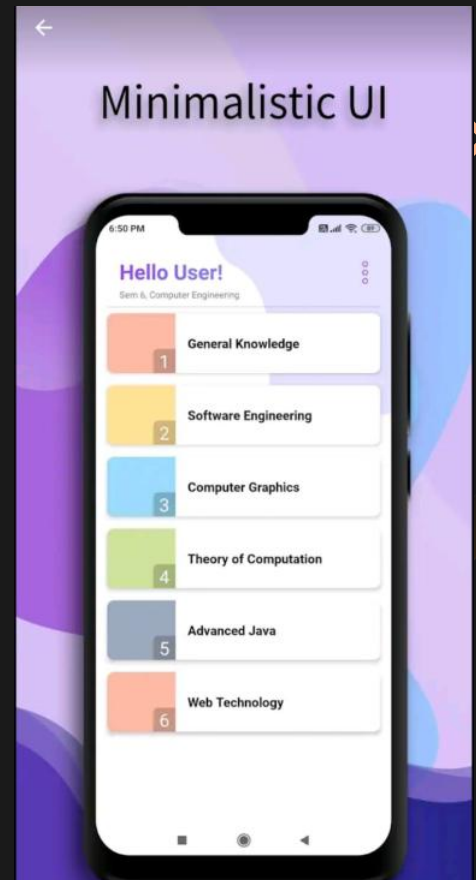 Minimalistic UI
6:50 PM
Hello User!
Sem 6, Computer Engineering
1
General Knowledge
2
Software Engineering
3
Computer Graphics
4
Theory of Computation
5
Advanced Java
6
Web Technology